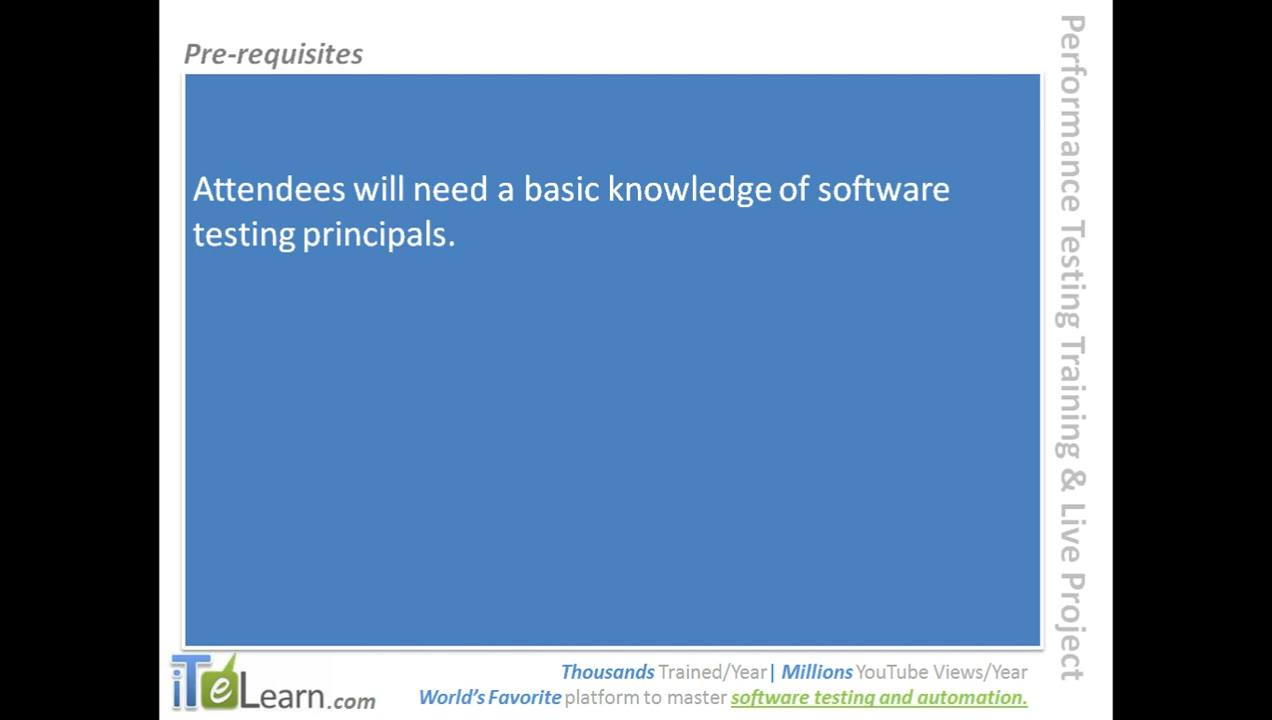 Pre-requisites
Attendees will need a basic knowledge of software
testing principals.
Performance Testing Training & Live Project
iTeLearn.com
Thousands Trained/Year| Millions YouTube Views/Year
World's Favorite platform to master software testing and automation.